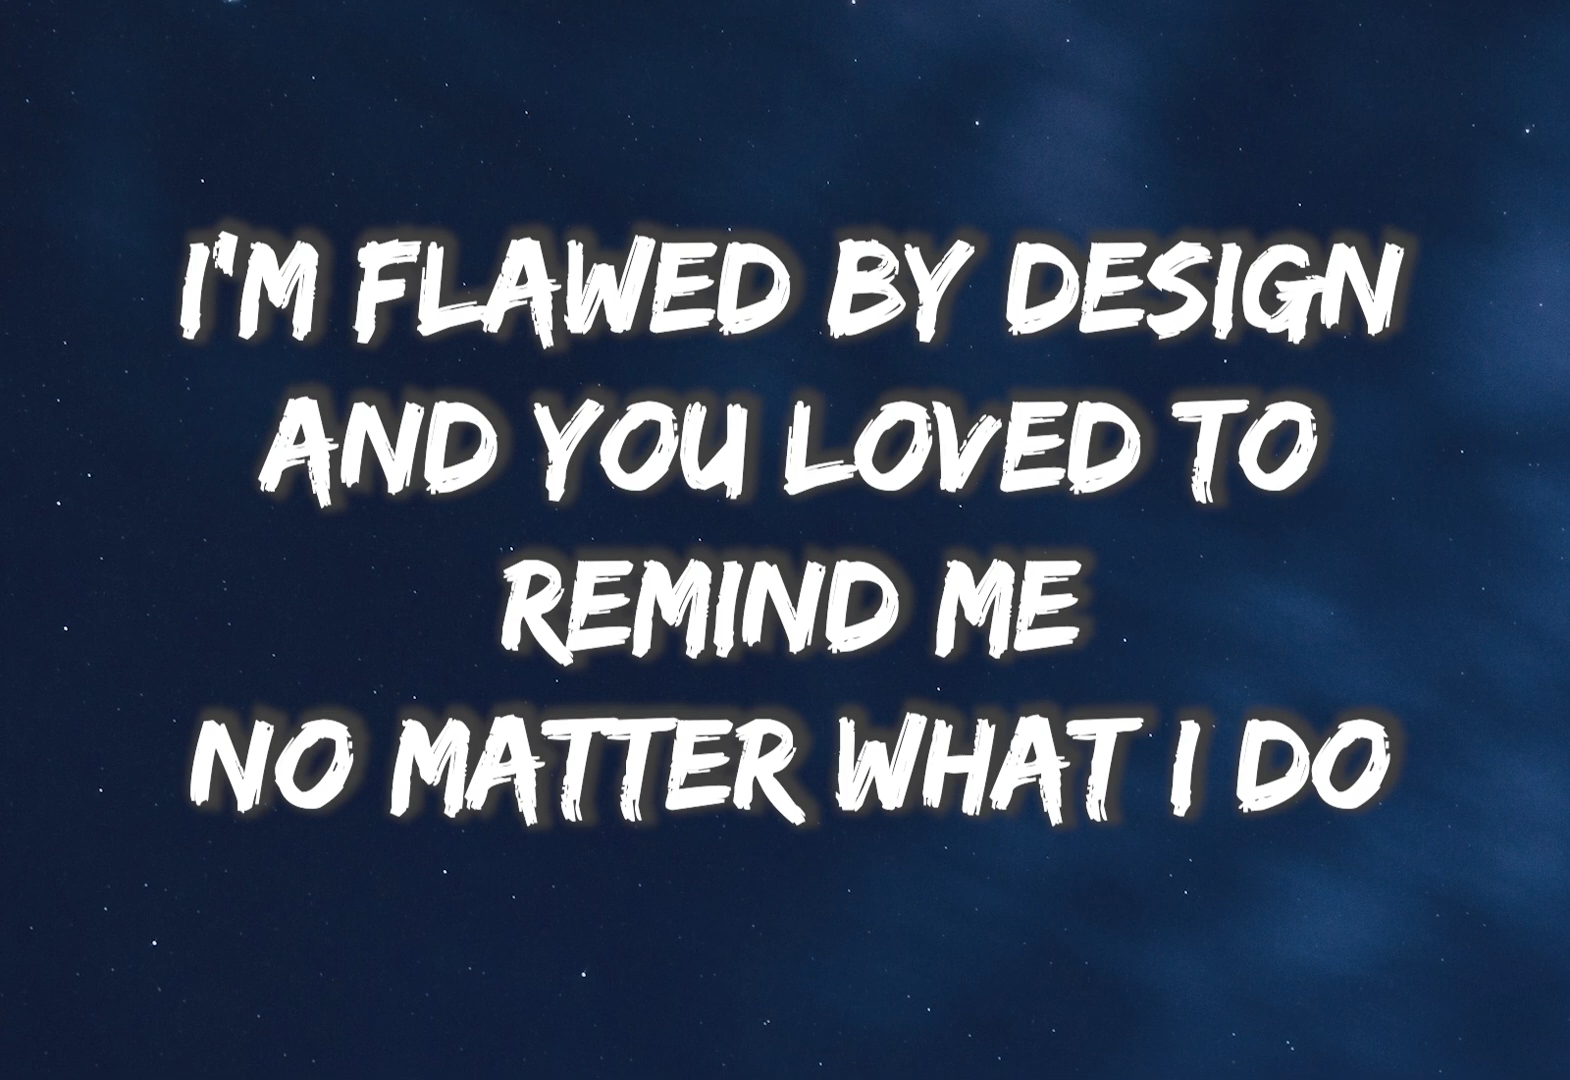 I'M FLAWED BY DESIGN
AND YOU LOVED TO
REMIND ME
NO MATTER WHAT I DO